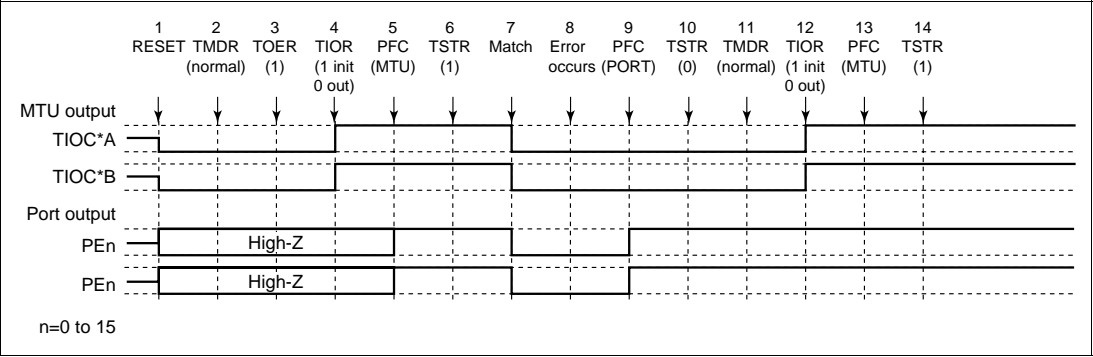 1 2 3 4 5 6 7 8 9 10 11 12 13 14
RESET TMDR TOER TIOR PFC TSTR Match Error PFC TSTR TMDR TIOR PFC TSTR
(normal) (1) (1 init (MTU) (1) occurs (PORT) (0) (normal) (1 init (MTU) (1)
0 out) 0 out)
MTU output
TIOC*A
TIOC*B
Port output
PEn High-Z
PEn High-Z
n=0 to 15